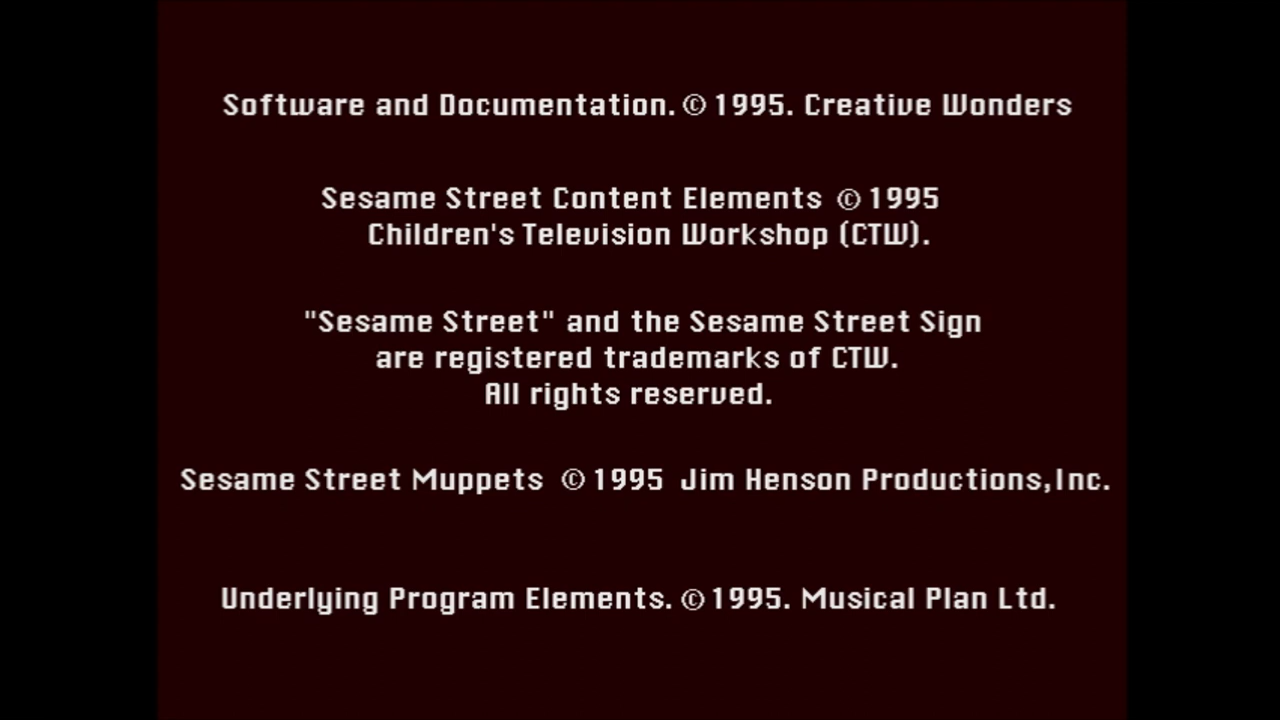 Software and Documentation. © 1995. Creative Wonders
Sesame Street Content Elements © 1995
Children's Television Workshop (CTW).
"Sesame Street" and the Sesame Street Sign
are registered trademarks of CTW.
All rights reserved.
Sesame Street Muppets © 1995 Jim Henson Productions,Inc.
Underlying Program Elements. © 1995. Musical Plan Ltd.